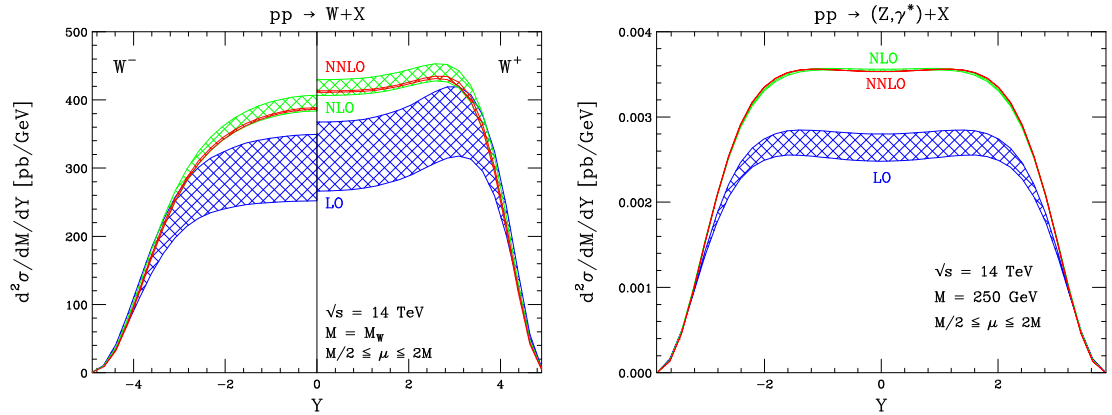 pp → W+X
d²σ/dM/dY [pb/GeV]
500
400
300
200
100
0
W⁻
W⁺
NNLO
NLO
LO
√s = 14 TeV
M = M_W
M/2 ≤ μ ≤ 2M
−4
−2
0
2
4
Y
pp → (Z,γ*)+X
d²σ/dM/dY [pb/GeV]
0.004
0.003
0.002
0.001
0.000
NLO
NNLO
LO
√s = 14 TeV
M = 250 GeV
M/2 ≤ μ ≤ 2M
−2
0
2
Y